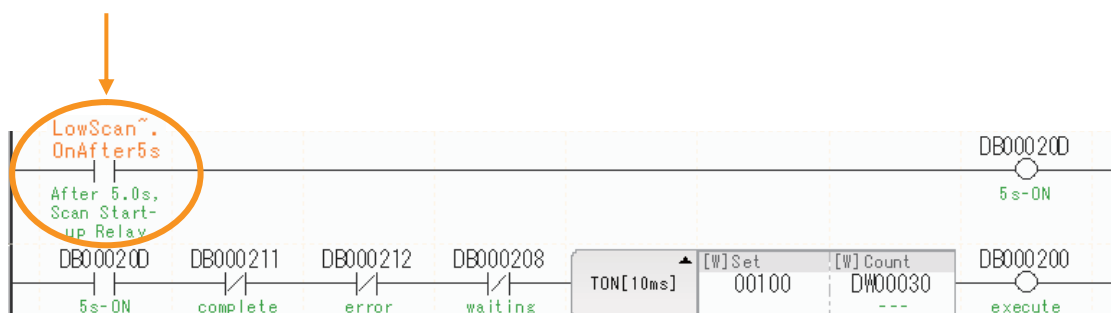 LowScan~.
OnAfter5s
DB00020D
After 5.0s,
Scan Start-
up Relay
5s-ON
DB00020D DB000211 DB000212 DB000208 TON[10ms] [W]Set 00100 [W]Count DW00030 DB000200
5s-ON complete error waiting --- execute